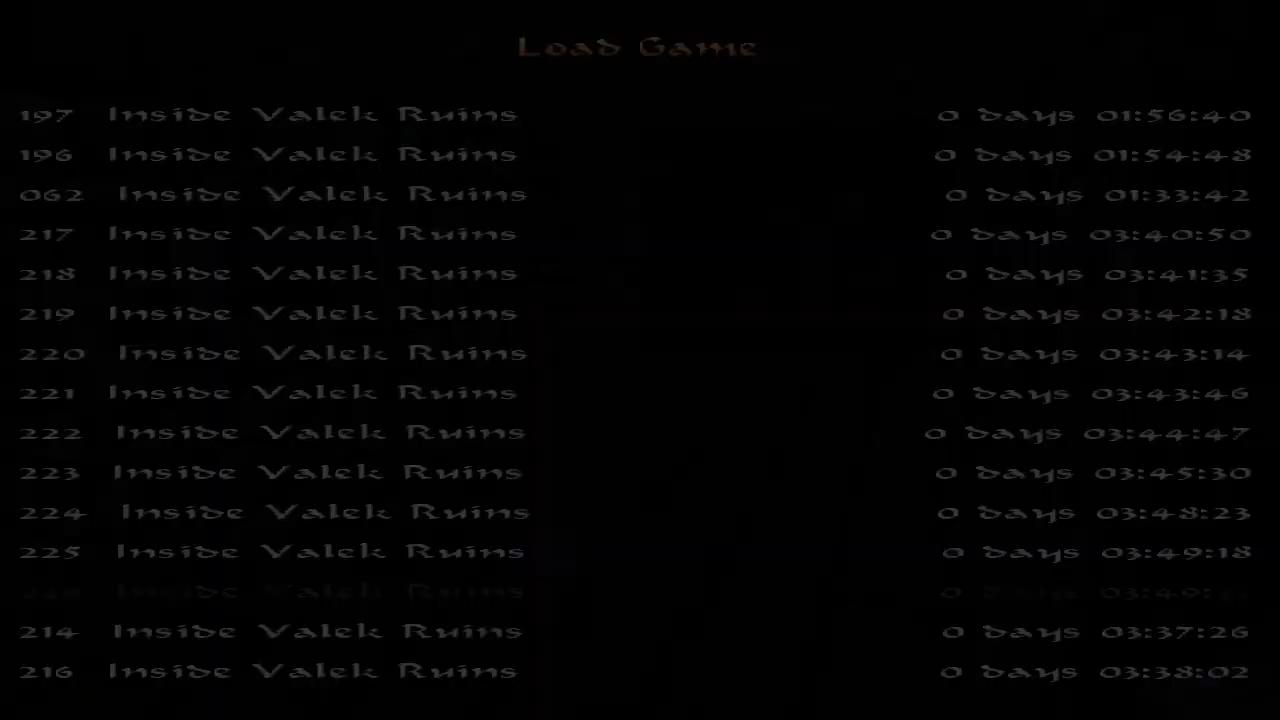 Load Game
197 Inside Valek Ruins 0 days 01:56:40
196 Inside Valek Ruins 0 days 01:54:48
062 Inside Valek Ruins 0 days 01:33:42
217 Inside Valek Ruins 0 days 03:40:50
218 Inside Valek Ruins 0 days 03:41:35
219 Inside Valek Ruins 0 days 03:42:18
220 Inside Valek Ruins 0 days 03:43:14
221 Inside Valek Ruins 0 days 03:43:46
222 Inside Valek Ruins 0 days 03:44:47
223 Inside Valek Ruins 0 days 03:45:30
224 Inside Valek Ruins 0 days 03:48:23
225 Inside Valek Ruins 0 days 03:49:18
Inside Valek Ruins 0 days
214 Inside Valek Ruins 0 days 03:37:26
216 Inside Valek Ruins 0 days 03:38:02